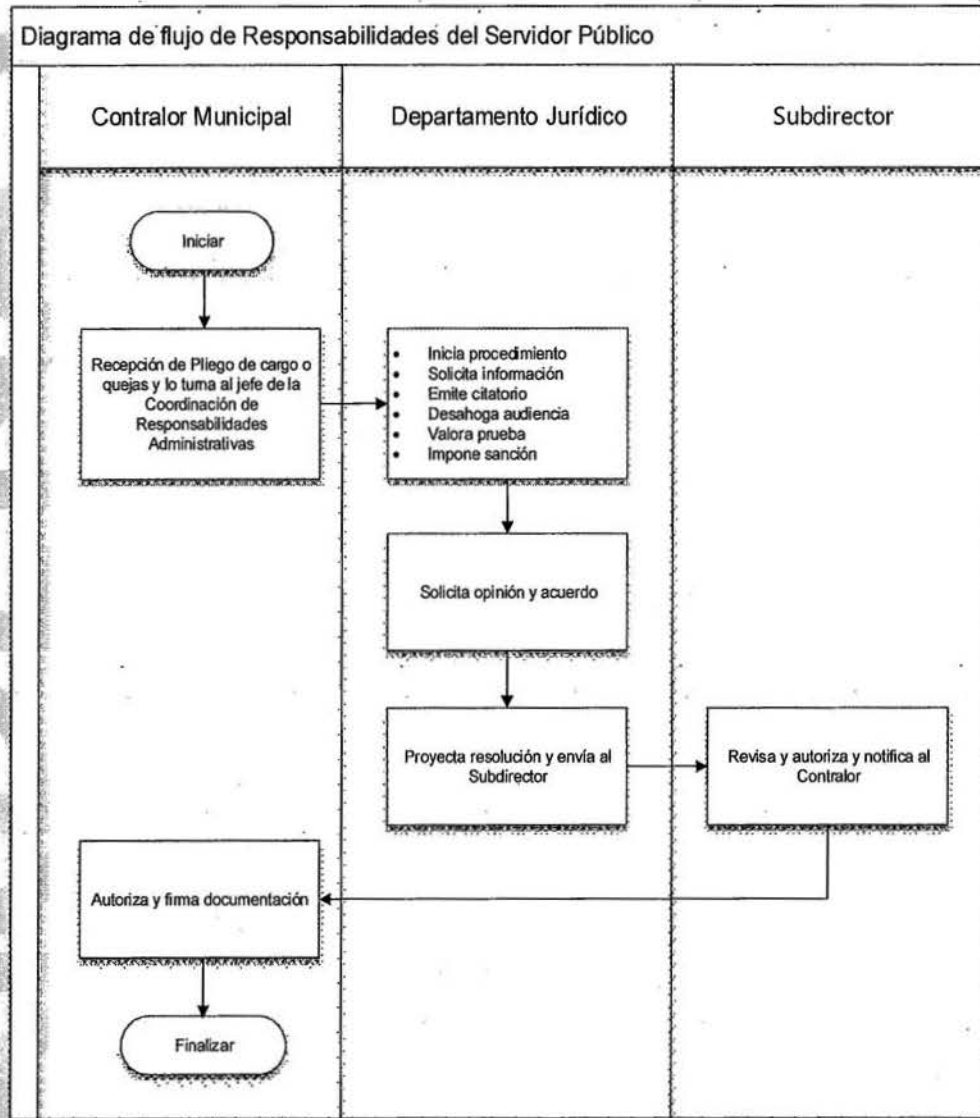 Diagrama de flujo de Responsabilidades del Servidor Público
Contralor Municipal
Departamento Jurídico
Subdirector
Iniciar
Recepción de Pliego de cargo o
quejas y lo turna al jefe de la
Coordinación de
Responsabilidades
Administrativas
• Inicia procedimiento
• Solicita información
• Emite citatorio
• Desahoga audiencia
• Valora prueba
• Impone sanción
Solicita opinión y acuerdo
Proyecta resolución y envía al
Subdirector
Revisa y autoriza y notifica al
Contralor
Autoriza y firma documentación
Finalizar